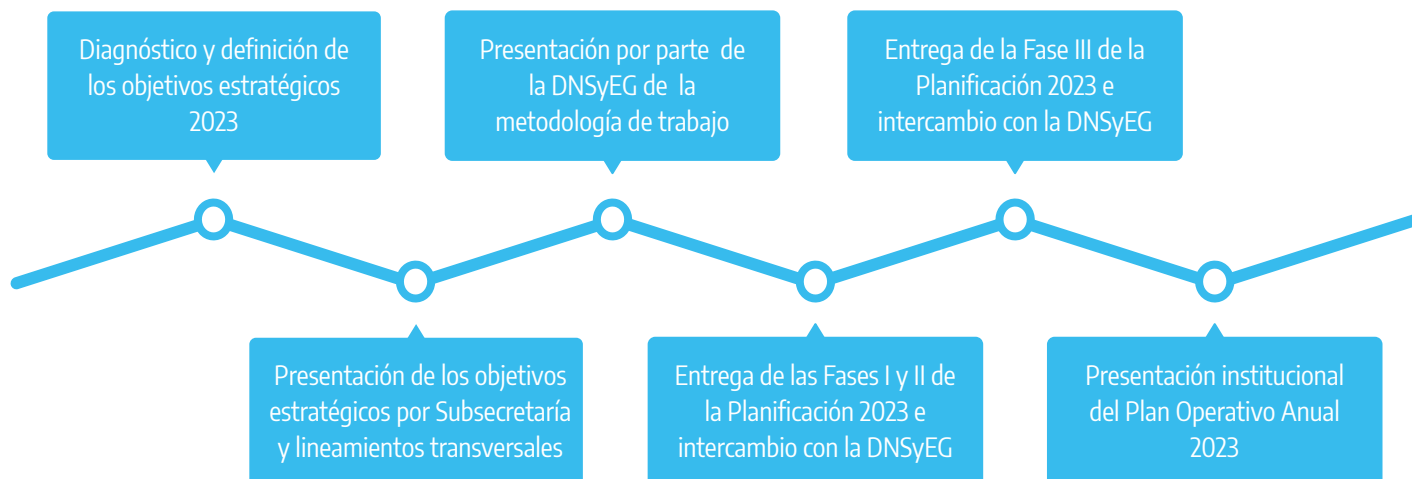 Diagnóstico y definición de
los objetivos estratégicos
2023
Presentación de los objetivos
estratégicos por Subsecretaría
y lineamientos transversales
Presentación por parte de
la DNSyEG de la
metodología de trabajo
Entrega de las Fases I y II de
la Planificación 2023 e
intercambio con la DNSyEG
Entrega de la Fase III de la
Planificación 2023 e
intercambio con la DNSyEG
Presentación institucional
del Plan Operativo Anual
2023